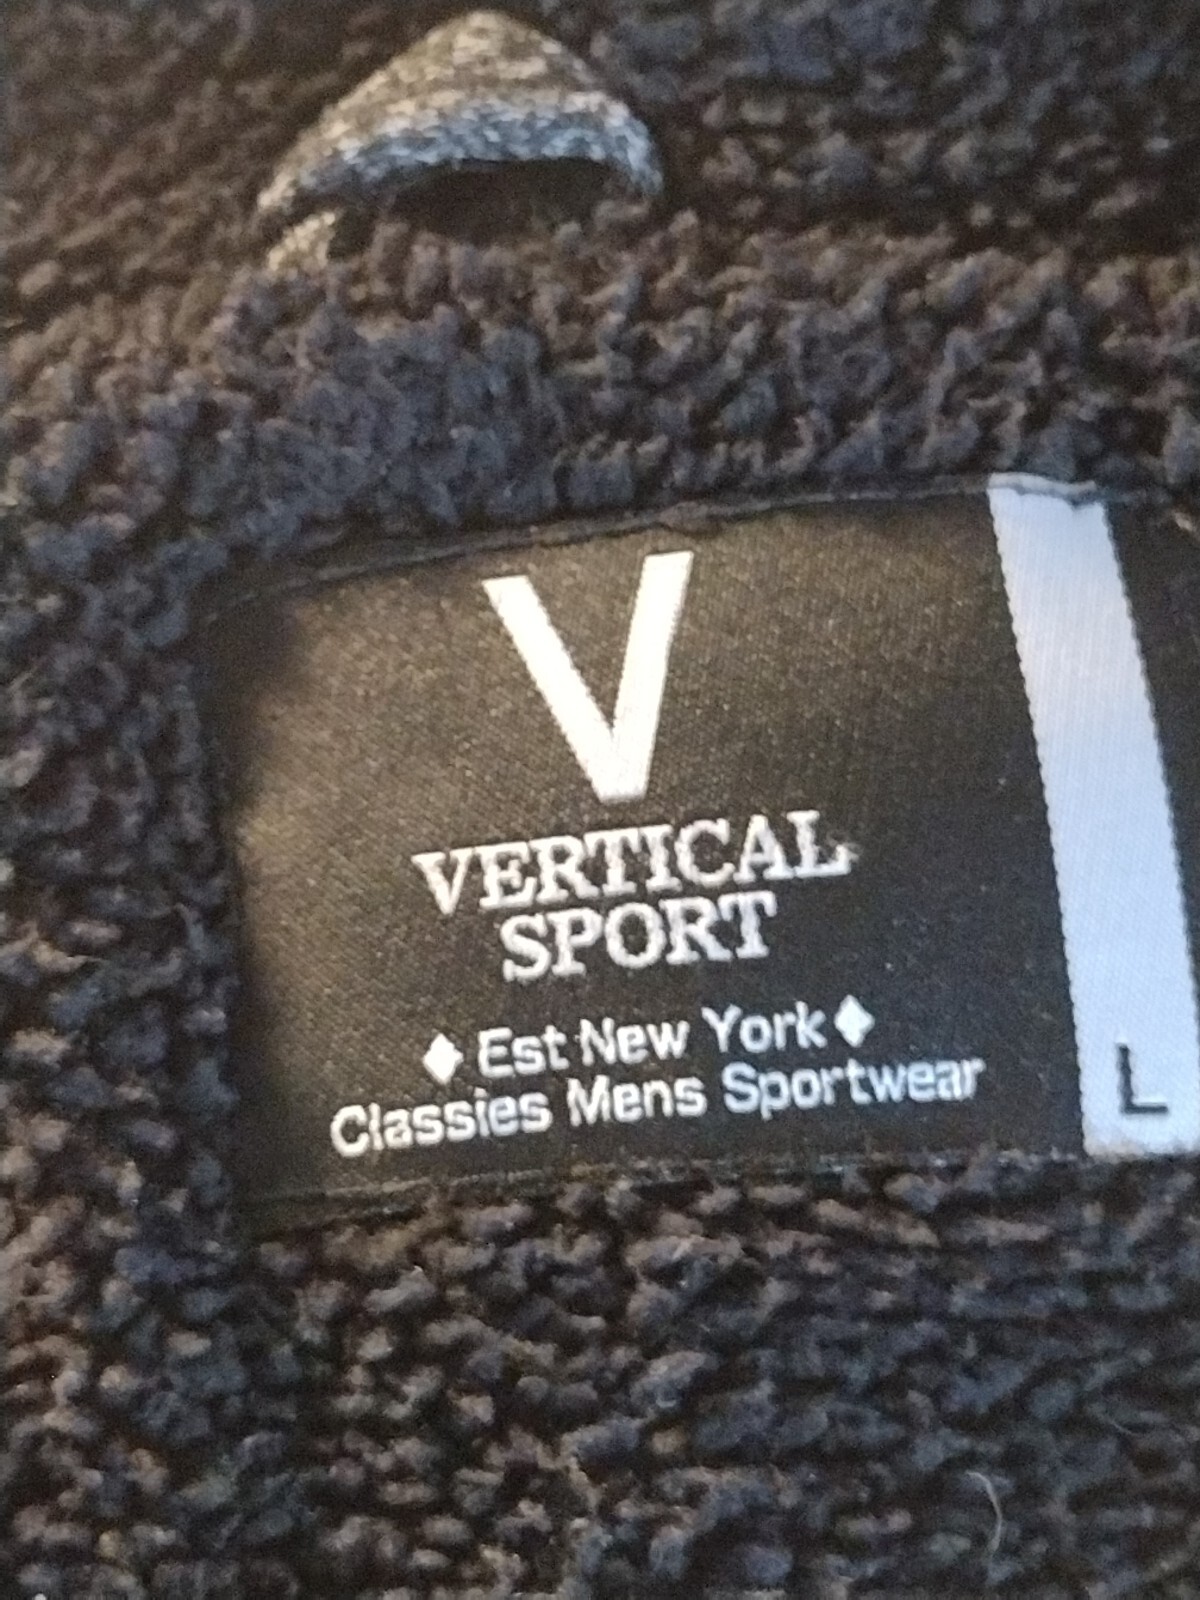 V
VERTICAL
SPORT
♦ Est New York ♦
Classies Mens Sportwear
L